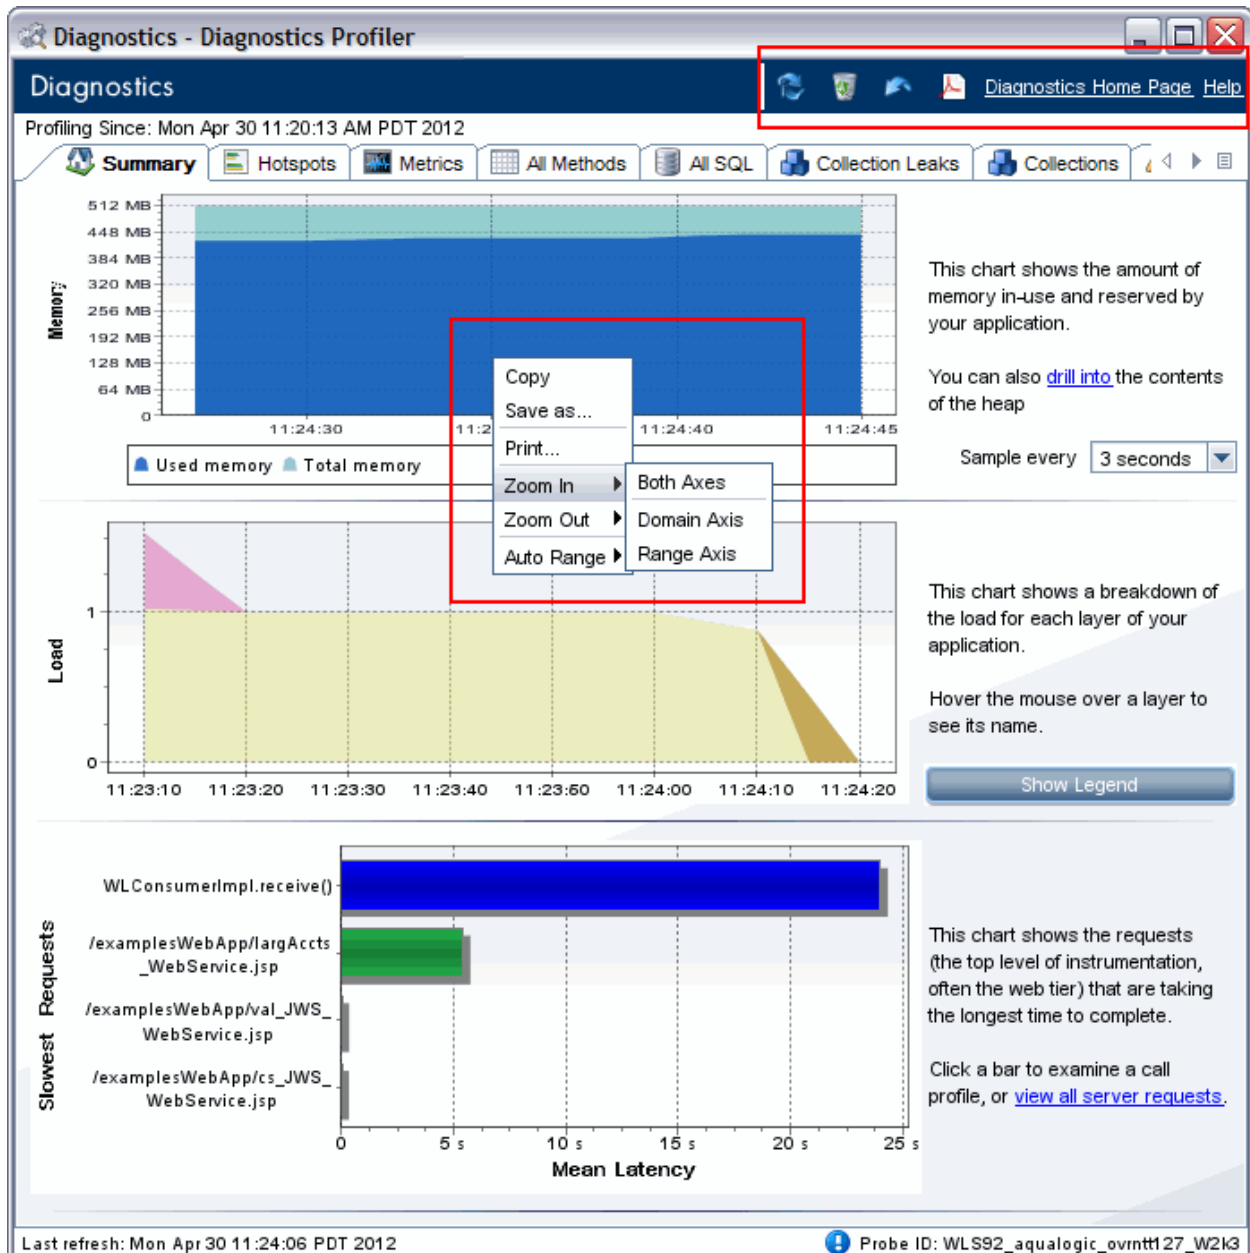 Diagnostics - Diagnostics Profiler
Diagnostics
Diagnostics Home Page Help
Profiling Since: Mon Apr 30 11:20:13 AM PDT 2012
Summary Hotspots Metrics All Methods All SQL Collection Leaks Collections
512 MB
448 MB
384 MB
320 MB
256 MB
192 MB
128 MB
64 MB
0
Memory
11:24:30 11:2 11:24:40 11:24:45
Used memory Total memory
This chart shows the amount of
memory in-use and reserved by
your application.
You can also drill into the contents
of the heap
Sample every 3 seconds
Copy
Save as...
Print...
Zoom In
Zoom Out
Auto Range
Both Axes
Domain Axis
Range Axis
1
0
Load
11:23:10 11:23:20 11:23:30 11:23:40 11:23:50 11:24:00 11:24:10 11:24:20
This chart shows a breakdown of
the load for each layer of your
application.
Hover the mouse over a layer to
see its name.
Show Legend
Slowest Requests
WLConsumerImpl.receive()
/examplesWebApp/largAccts
_WebService.jsp
/examplesWebApp/val_JWS_
WebService.jsp
/examplesWebApp/cs_JWS_
WebService.jsp
0 5 s 10 s 15 s 20 s 25 s
Mean Latency
This chart shows the requests
(the top level of instrumentation,
often the web tier) that are taking
the longest time to complete.
Click a bar to examine a call
profile, or view all server requests.
Last refresh: Mon Apr 30 11:24:06 PDT 2012
Probe ID: WLS92_aqualogic_ovrntt127_W2K3